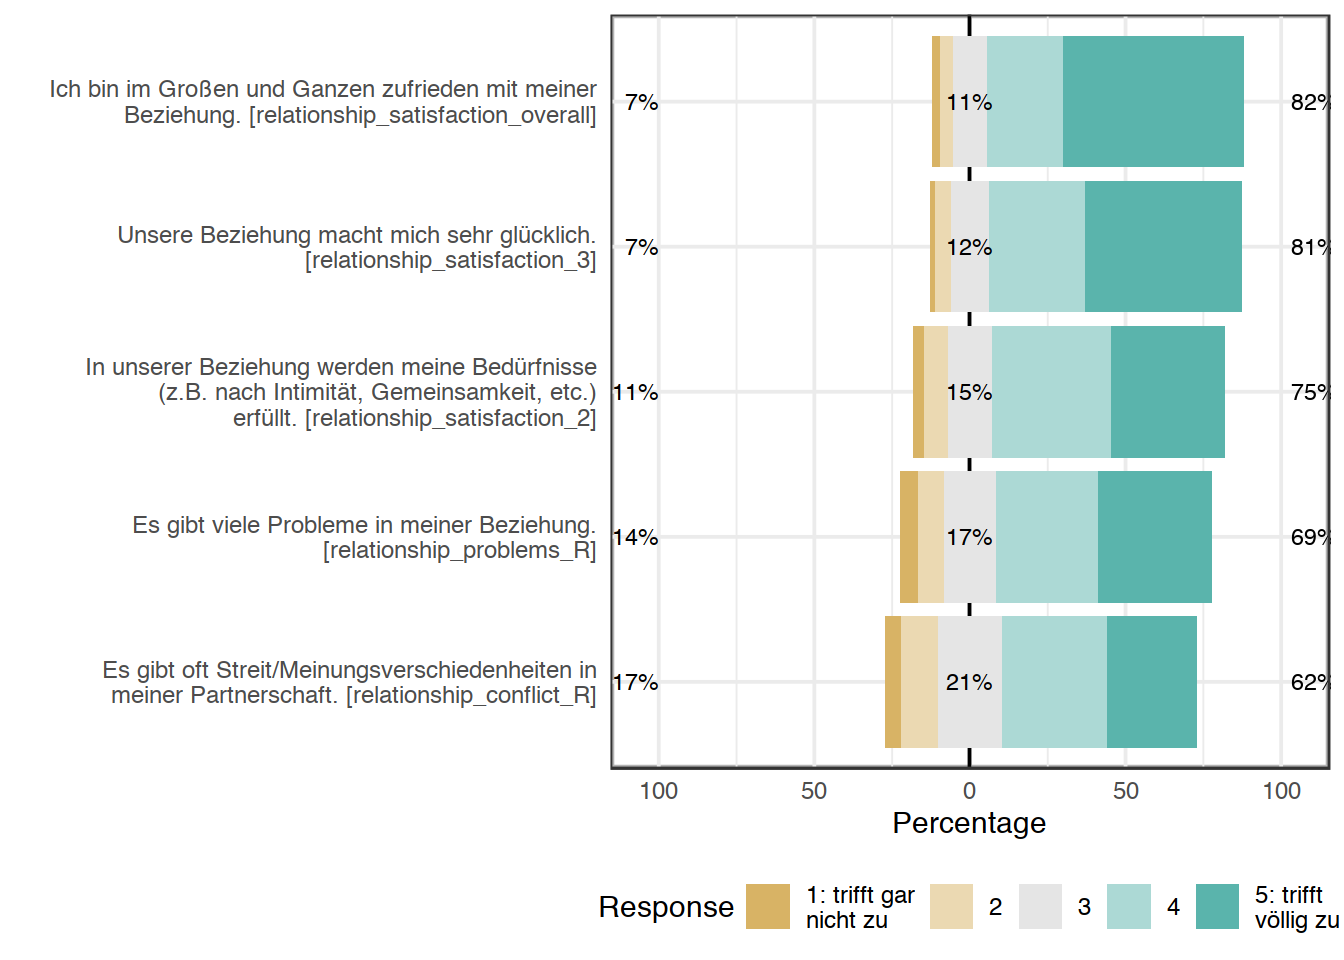 Ich bin im Großen und Ganzen zufrieden mit meiner
Beziehung. [relationship_satisfaction_overall]
7%
11%
82%
Unsere Beziehung macht mich sehr glücklich.
[relationship_satisfaction_3]
7%
12%
81%
In unserer Beziehung werden meine Bedürfnisse
(z.B. nach Intimität, Gemeinsamkeit, etc.)
erfüllt. [relationship_satisfaction_2]
11%
15%
75%
Es gibt viele Probleme in meiner Beziehung.
[relationship_problems_R]
14%
17%
69%
Es gibt oft Streit/Meinungsverschiedenheiten in
meiner Partnerschaft. [relationship_conflict_R]
17%
21%
62%
100 50 0 50 100
Percentage
Response
1: trifft gar
nicht zu
2
3
4
5: trifft
völlig zu